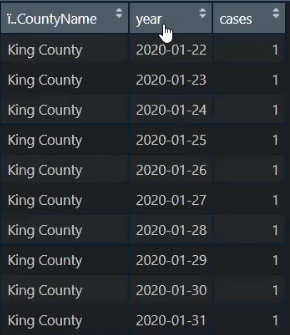 ï..CountyName year cases
King County 2020-01-22 1
King County 2020-01-23 1
King County 2020-01-24 1
King County 2020-01-25 1
King County 2020-01-26 1
King County 2020-01-27 1
King County 2020-01-28 1
King County 2020-01-29 1
King County 2020-01-30 1
King County 2020-01-31 1